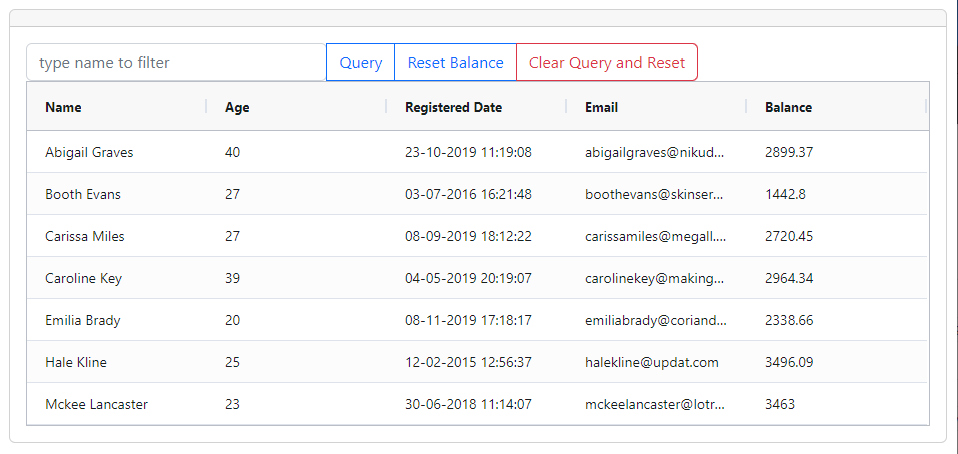 type name to filter Query Reset Balance Clear Query and Reset
Name Age Registered Date Email Balance
Abigail Graves 40 23-10-2019 11:19:08 abigailgraves@nikud... 2899.37
Booth Evans 27 03-07-2016 16:21:48 boothevans@skinser... 1442.8
Carissa Miles 27 08-09-2019 18:12:22 carissamiles@megall.... 2720.45
Caroline Key 39 04-05-2019 20:19:07 carolinekey@making... 2964.34
Emilia Brady 20 08-11-2019 17:18:17 emiliabrady@coriand... 2338.66
Hale Kline 25 12-02-2015 12:56:37 halekline@updat.com 3496.09
Mckee Lancaster 23 30-06-2018 11:14:07 mckeelancaster@lotr... 3463